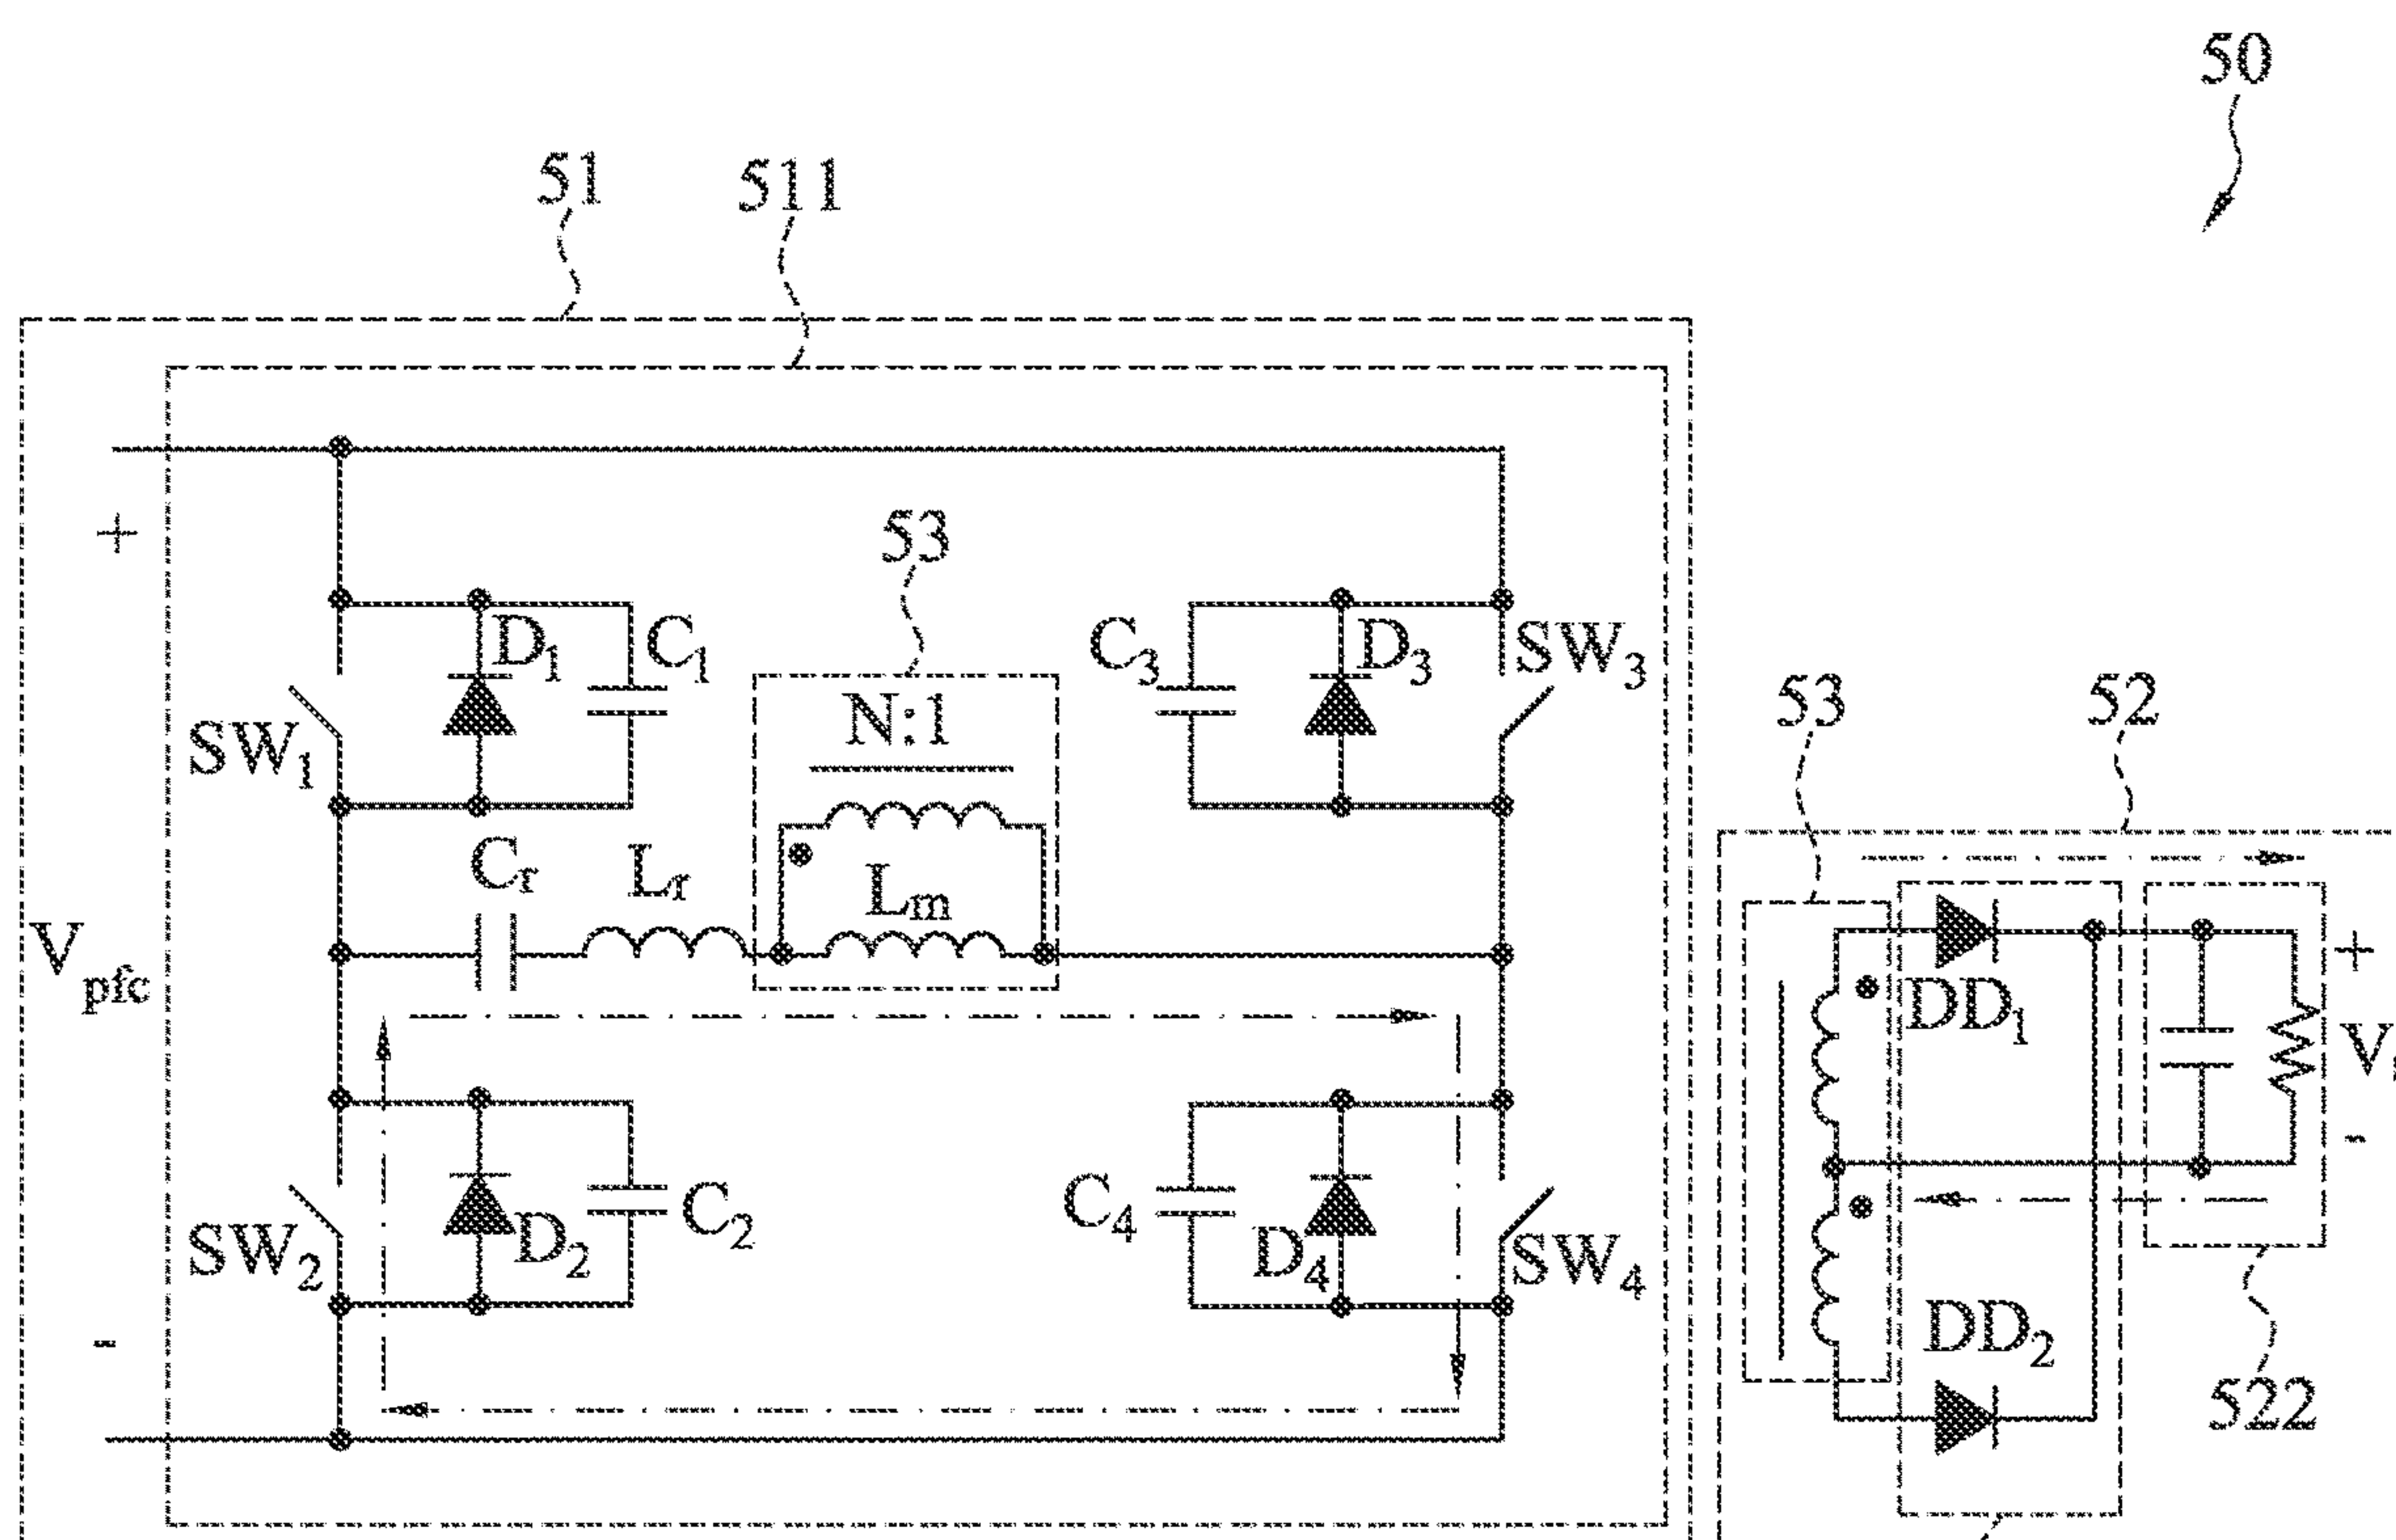 50
51
511
+
53
D1
C1
C3
D3
SW3
N:1
SW1
53
52
Cr
Lr
Lm
Vpfc
+
DD1
D2
C2
C4
D4
SW4
SW2
-
-
DD2
522